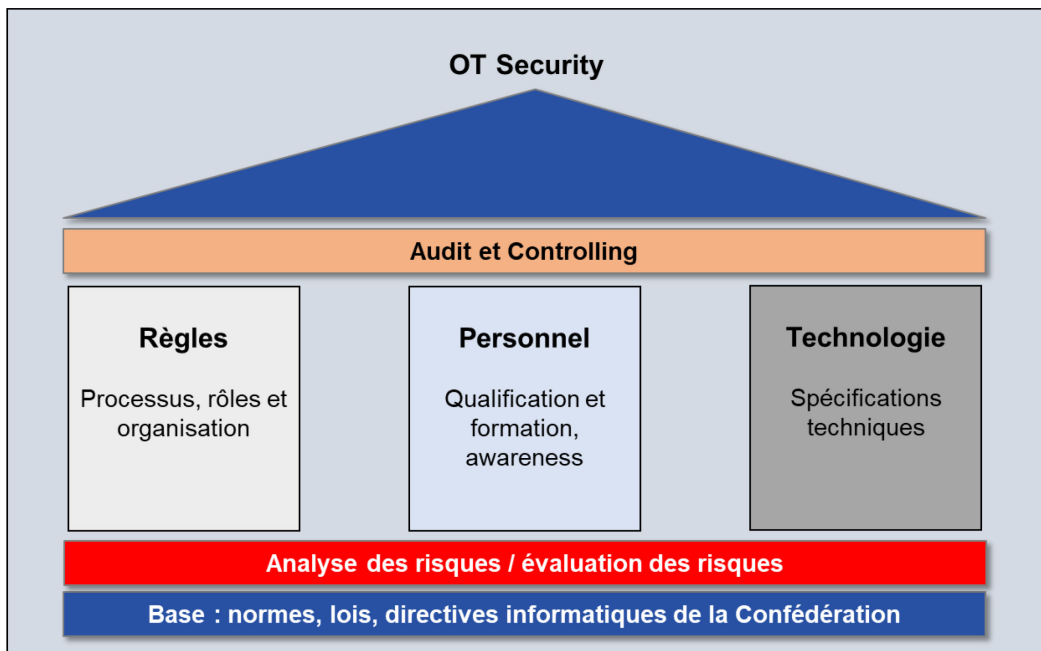 OT Security
Audit et Controlling
Règles
Processus, rôles et
organisation
Personnel
Qualification et
formation,
awareness
Technologie
Spécifications
techniques
Analyse des risques / évaluation des risques
Base : normes, lois, directives informatiques de la Confédération